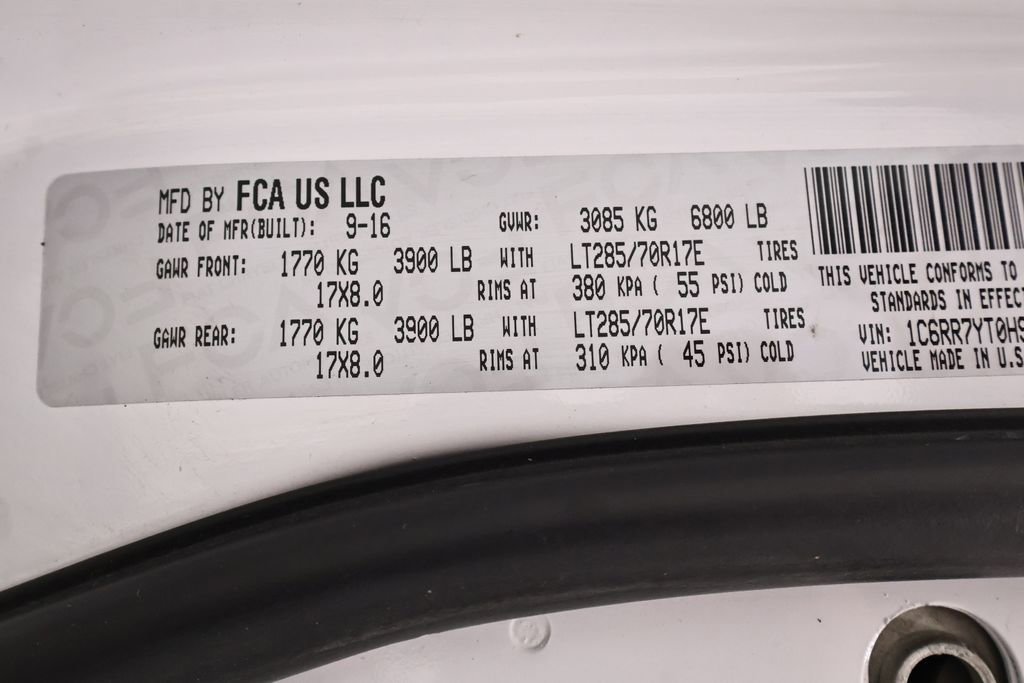 MFD BY FCA US LLC
DATE OF MFR(BUILT): 9-16 GVWR: 3085 KG 6800 LB
GAWR FRONT: 1770 KG 3900 LB WITH LT285/70R17E TIRES
17X8.0 RIMS AT 380 KPA ( 55 PSI) COLD
GAWR REAR: 1770 KG 3900 LB WITH LT285/70R17E TIRES
17X8.0 RIMS AT 310 KPA ( 45 PSI) COLD
THIS VEHICLE CONFORMS TO
STANDARDS IN EFFECT
VIN: 1C6RR7YT0HS
VEHICLE MADE IN U.S